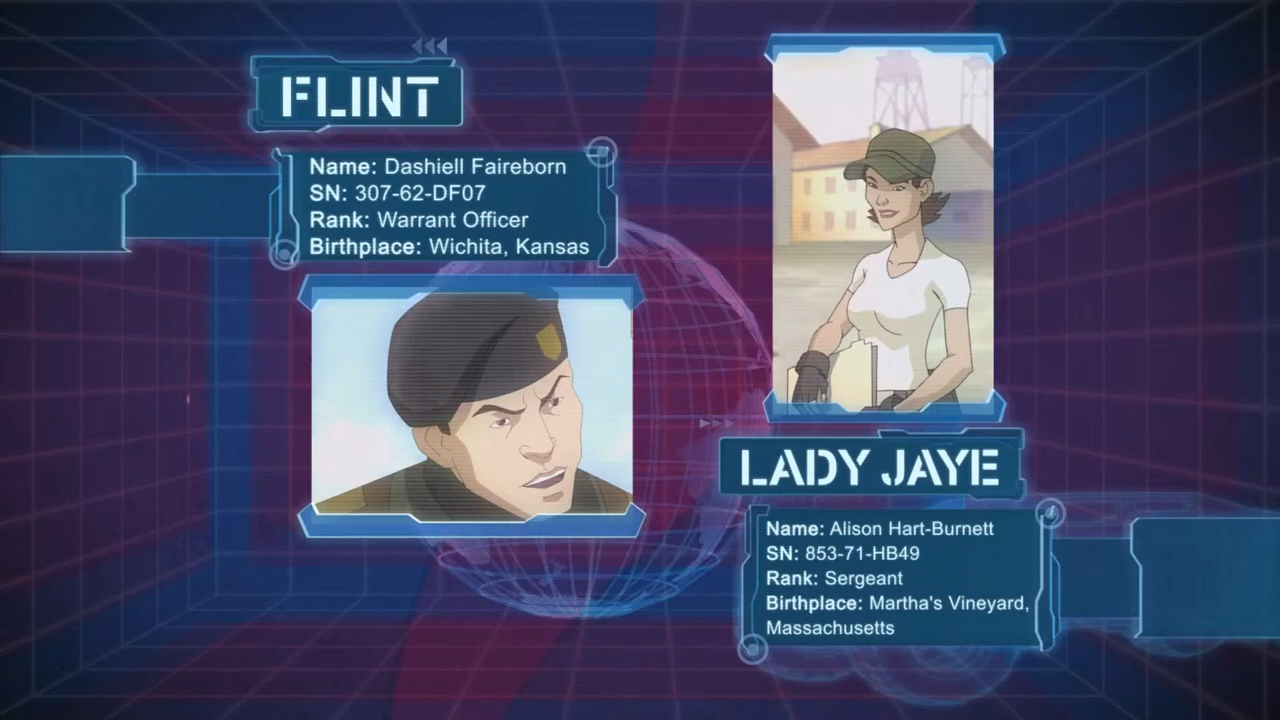 FLINT
Name: Dashiell Faireborn
SN: 307-62-DF07
Rank: Warrant Officer
Birthplace: Wichita, Kansas
LADY JAYE
Name: Alison Hart-Burnett
SN: 853-71-HB49
Rank: Sergeant
Birthplace: Martha's Vineyard,
Massachusetts